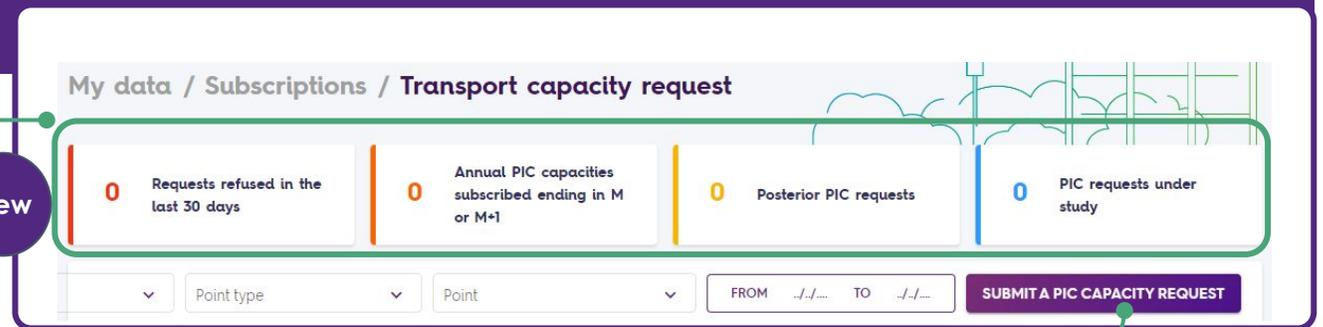 My data / Subscriptions / Transport capacity request
0 Requests refused in the
last 30 days
0 Annual PIC capacities
subscribed ending in M
or M+1
0 Posterior PIC requests
0 PIC requests under
study
ew
Point type
Point
FROM ../../.... TO ../../....
SUBMIT A PIC CAPACITY REQUEST